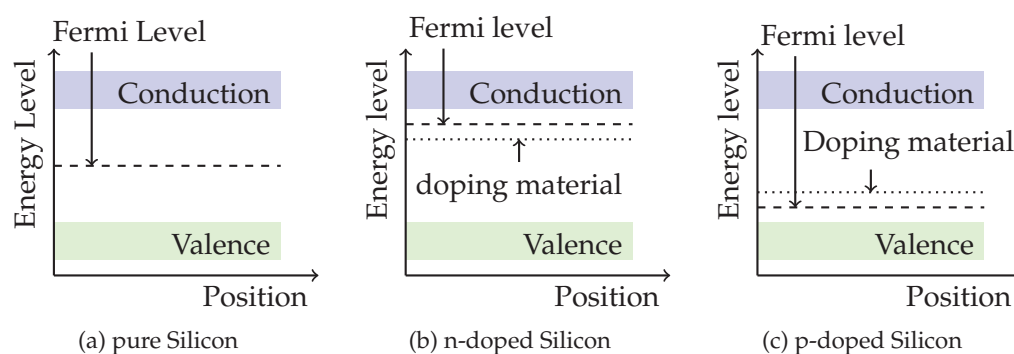 Fermi Level
Energy Level
Conduction
Valence
Position
(a) pure Silicon
Fermi level
Energy level
Conduction
doping material
Valence
Position
(b) n-doped Silicon
Fermi level
Energy level
Conduction
Doping material
Valence
Position
(c) p-doped Silicon